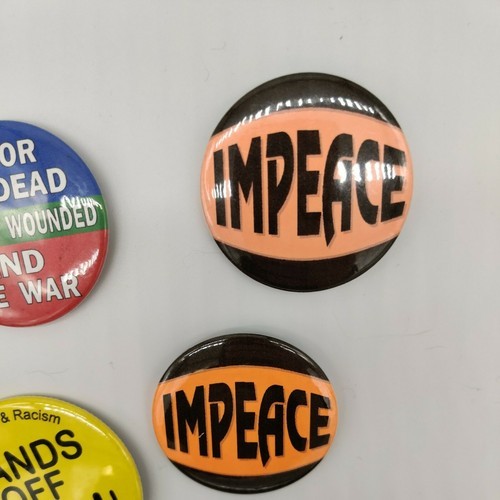 OR
DEAD
WOUNDED
ND
E WAR
IMPEACE
IMPEACE
& Racism
ANDS
OFF